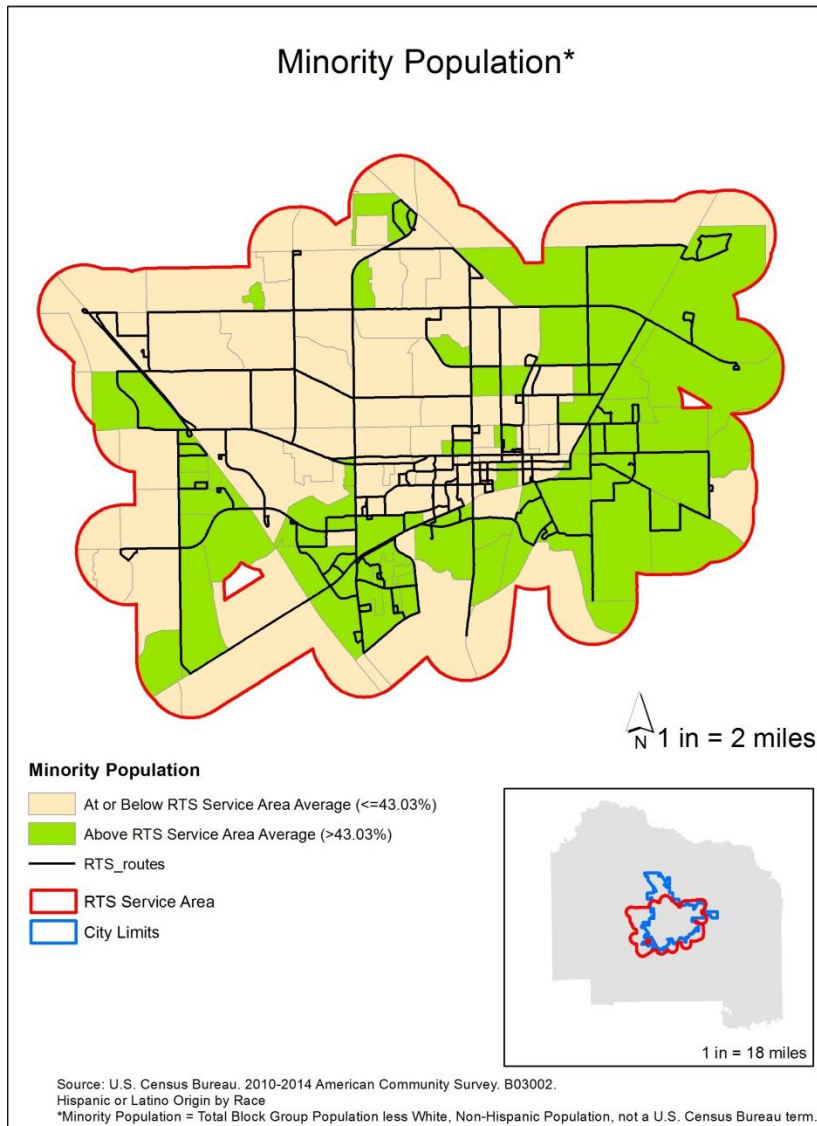 Minority Population*
N 1 in = 2 miles
Minority Population
At or Below RTS Service Area Average (<=43.03%)
Above RTS Service Area Average (>43.03%)
RTS_routes
RTS Service Area
City Limits
1 in = 18 miles
Source: U.S. Census Bureau. 2010-2014 American Community Survey. B03002.
Hispanic or Latino Origin by Race
*Minority Population = Total Block Group Population less White, Non-Hispanic Population, not a U.S. Census Bureau term.